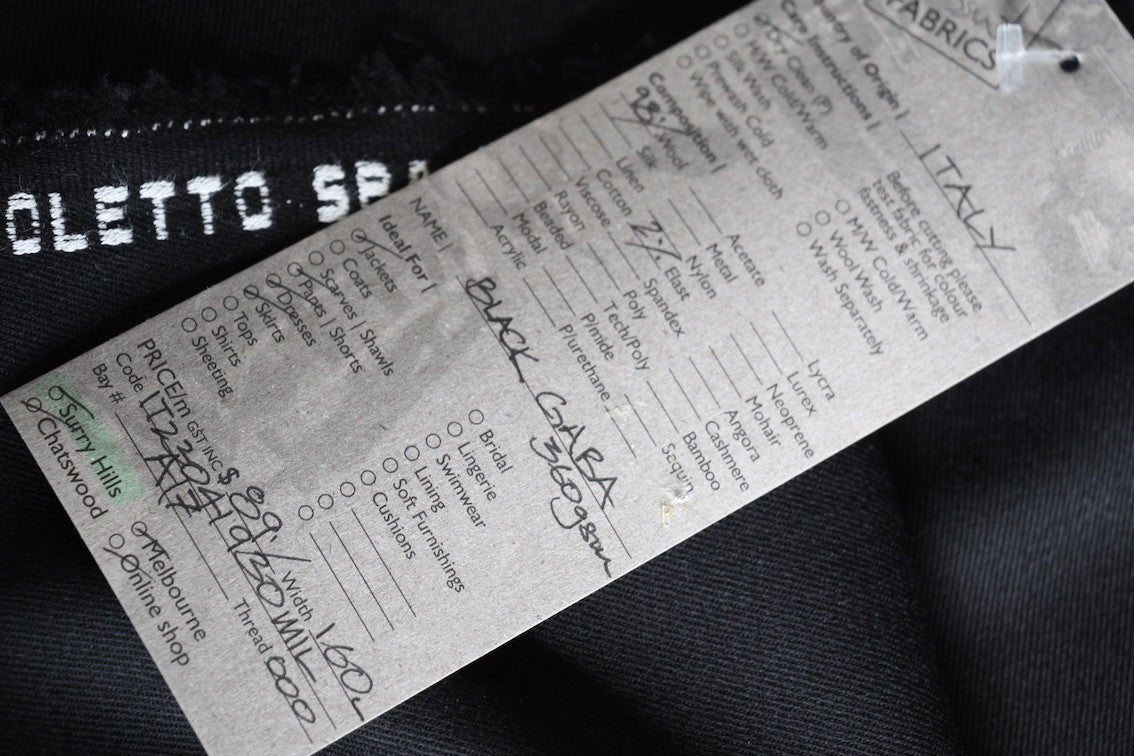 OLETTO SPA
FABRICS
untry of Origin |
ITALY
Care Instructions |
Dry Clean (P)
H/W Cold/Warm
Silk Wash
Prewash Cold
Wipe with wet cloth
Before cutting please
test fabric for colour
fastness & shrinkage
M/W Cold/Warm
Wool Wash
Wash Separately
Composition |
98% Wool
Silk
Linen
Cotton
Viscose
Rayon
Beaded
Modal
Acrylic
Acetate
Metal
Nylon
2% Elast
Spandex
Poly
Tech/Poly
P/mide
P/urethane
Lycra
Lurex
Neoprene
Mohair
Angora
Cashmere
Bamboo
Sequin
NAME |
BLACK GABA
360gsm
Ideal For |
Jackets
Coats
Scarves | Shawls
Pants | Shorts
Dresses
Skirts
Tops
Shirts
Sheeting
Bridal
Lingerie
Swimwear
Lining
Soft Furnishings
Cushions
PRICE/m GST INC $ 89./ Width 160
Code
Bay # A17 Thread 000
Surry Hills
Chatswood
Melbourne
Online shop